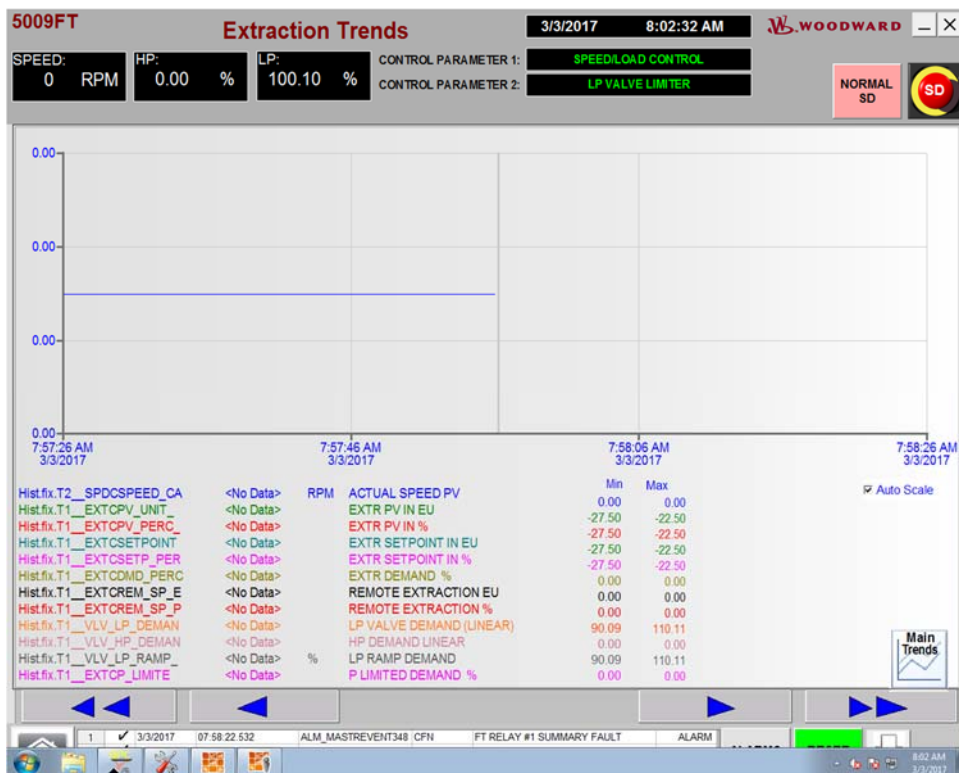 5009FT
Extraction Trends
3/3/2017 8:02:32 AM
WOODWARD
SPEED:
0 RPM
HP:
0.00 %
LP:
100.10 %
CONTROL PARAMETER 1: SPEED/LOAD CONTROL
CONTROL PARAMETER 2: LP VALVE LIMITER
NORMAL
SD
SD
0.00
0.00
0.00
0.00
7:57:26 AM 7:57:46 AM 7:58:06 AM 7:58:26 AM
3/3/2017 3/3/2017 3/3/2017 3/3/2017
Min Max
Auto Scale
Hist.fix.T2__SPDCSPEED_CA <No Data> RPM ACTUAL SPEED PV 0.00 0.00
Hist.fix.T1__EXTCPV_UNIT_ <No Data> EXTR PV IN EU -27.50 -22.50
Hist.fix.T1__EXTCPV_PERC_ <No Data> EXTR PV IN % -27.50 -22.50
Hist.fix.T1__EXTCSETPOINT <No Data> EXTR SETPOINT IN EU -27.50 -22.50
Hist.fix.T1__EXTCSETP_PER <No Data> EXTR SETPOINT IN % -27.50 -22.50
Hist.fix.T1__EXTCDMD_PERC <No Data> EXTR DEMAND % 0.00 0.00
Hist.fix.T1__EXTCREM_SP_E <No Data> REMOTE EXTRACTION EU 0.00 0.00
Hist.fix.T1__EXTCREM_SP_P <No Data> REMOTE EXTRACTION % 0.00 0.00
Hist.fix.T1__VLV_LP_DEMAN <No Data> LP VALVE DEMAND (LINEAR) 90.09 110.11
Hist.fix.T1__VLV_HP_DEMAN <No Data> HP DEMAND LINEAR 0.00 0.00
Hist.fix.T1__VLV_LP_RAMP_ <No Data> % LP RAMP DEMAND 90.09 110.11
Hist.fix.T1__EXTCP_LIMITE <No Data> P LIMITED DEMAND % 0.00 0.00
Main
Trends
1 3/3/2017 07:58:22.532 ALM_MASTREVENT348 CFN FT RELAY #1 SUMMARY FAULT ALARM
8:02 AM
3/3/2017